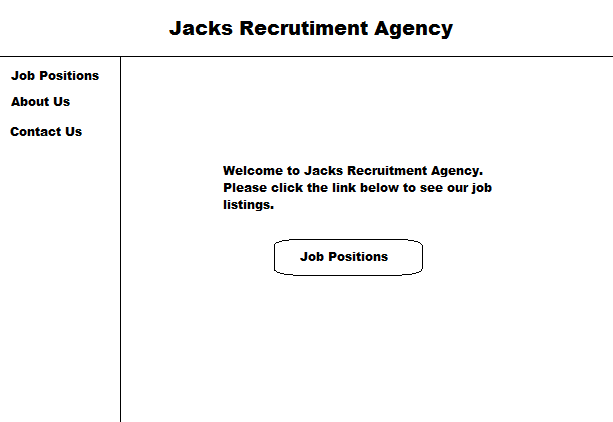 Jacks Recrutiment Agency
Job Positions
About Us
Contact Us
Welcome to Jacks Recruitment Agency.
Please click the link below to see our job
listings.
Job Positions